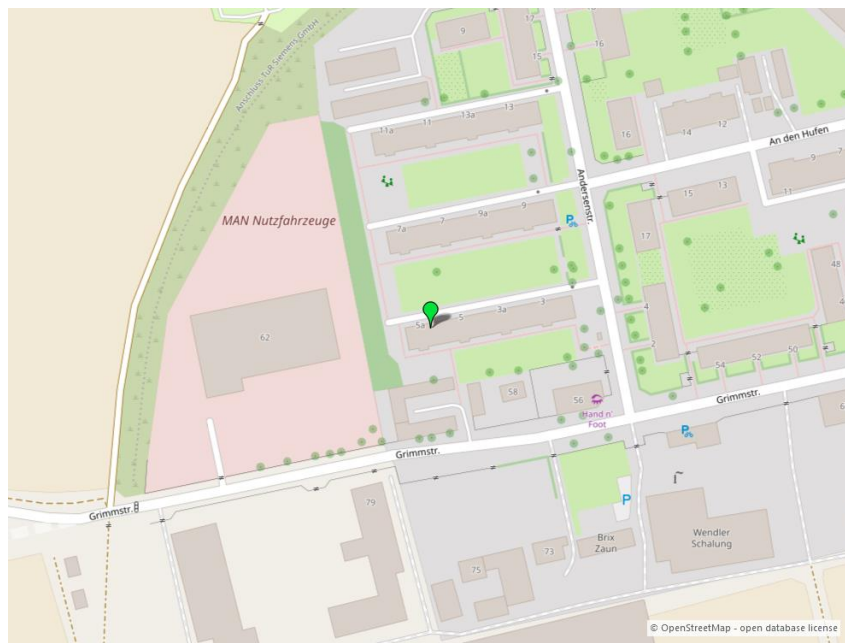 Anschluss TuR Siemens GmbH
9
17
15
16
16
13
13a
11
11a
14
12
An den Hufen
9
7
11
15
13
Andersenstr.
MAN Nutzfahrzeuge
9
9a
7
7a
P
17
48
4
62
5a
5
3a
3
4
2
50
52
54
58
56
Hand n'
Foot
Grimmstr.
P
Grimmstr.
6
79
P
Grimmstr.
Brix
Zaun
Wendler
Schalung
73
75
© OpenStreetMap - open database license